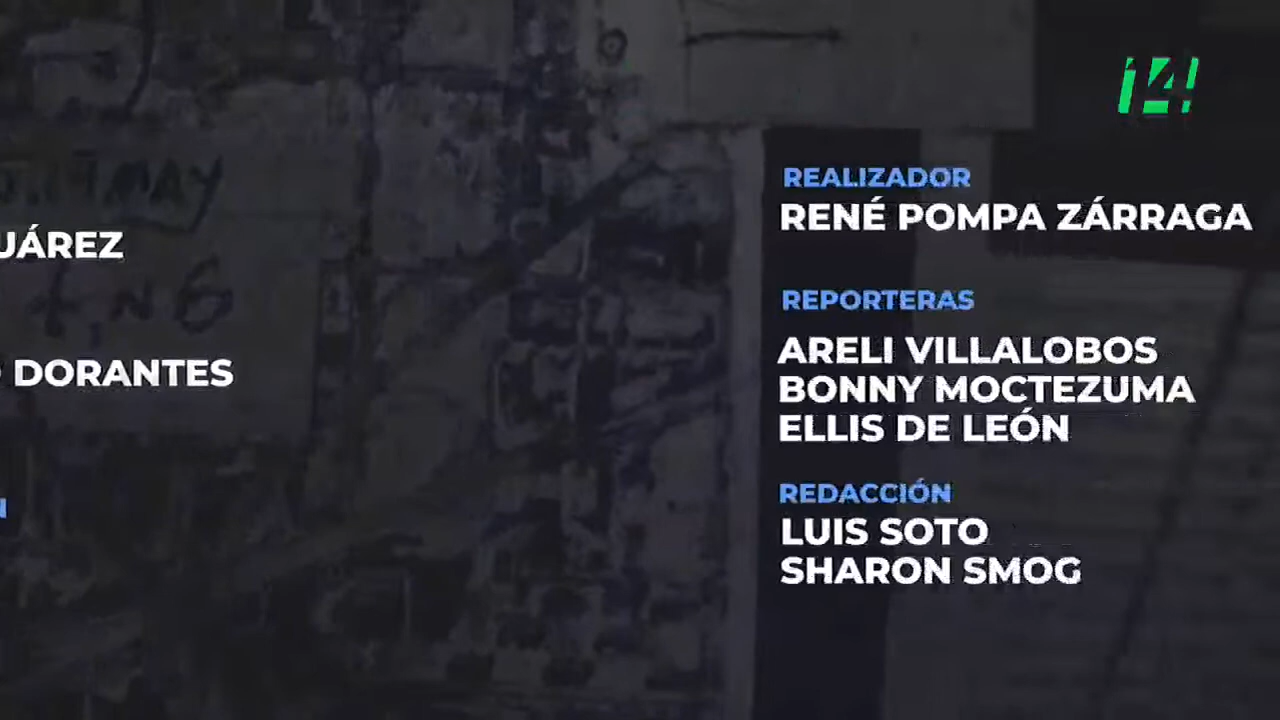 14!
MAY
UÁREZ
DORANTES
N
REALIZADOR
RENÉ POMPA ZÁRRAGA
REPORTERAS
ARELI VILLALOBOS
BONNY MOCTEZUMA
ELLIS DE LEÓN
REDACCIÓN
LUIS SOTO
SHARON SMOG